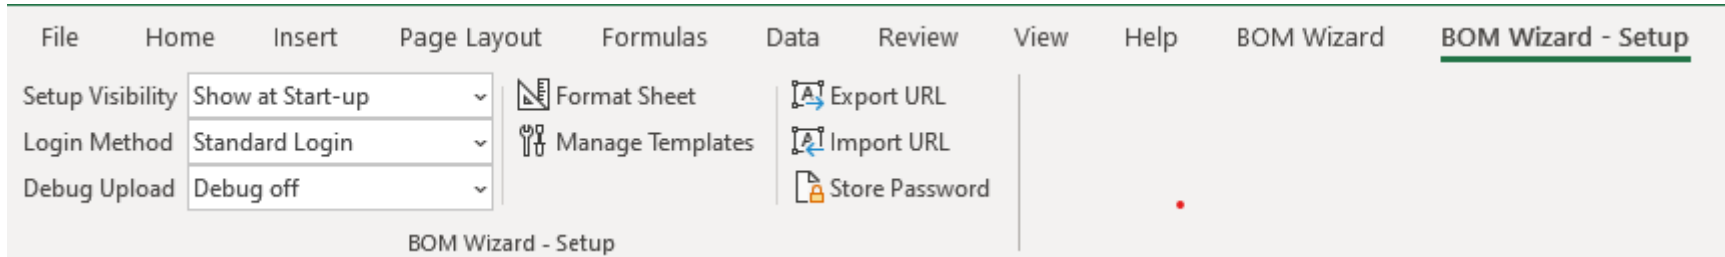 File Home Insert Page Layout Formulas Data Review View Help BOM Wizard BOM Wizard - Setup
Setup Visibility Show at Start-up Format Sheet Export URL
Login Method Standard Login Manage Templates Import URL
Debug Upload Debug off Store Password
BOM Wizard - Setup